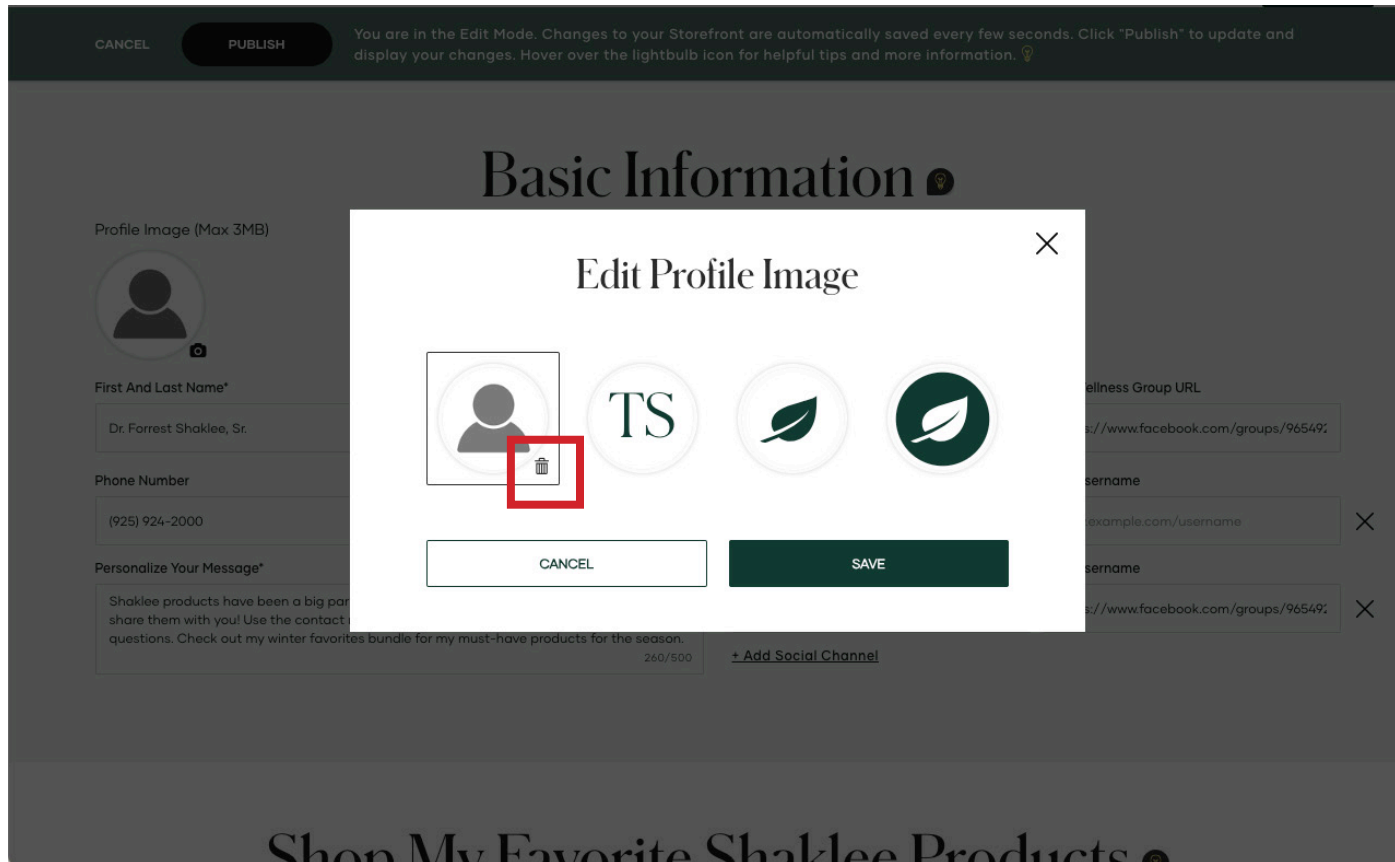 CANCEL
PUBLISH
You are in the Edit Mode. Changes to your Storefront are automatically saved every few seconds. Click "Publish" to update and
display your changes. Hover over the lightbulb icon for helpful tips and more information.
Basic Information
Profile Image (Max 3MB)
Edit Profile Image
TS
CANCEL
SAVE
First And Last Name*
Dr. Forrest Shaklee, Sr.
Phone Number
(925) 924-2000
Personalize Your Message*
Shaklee products have been a big par
share them with you! Use the contact
questions. Check out my winter favorites bundle for my must-have products for the season.
260/500
ellness Group URL
s://www.facebook.com/groups/965492
sername
.example.com/username
sername
s://www.facebook.com/groups/965492
+ Add Social Channel
Shop My Favorite Shaklee Products